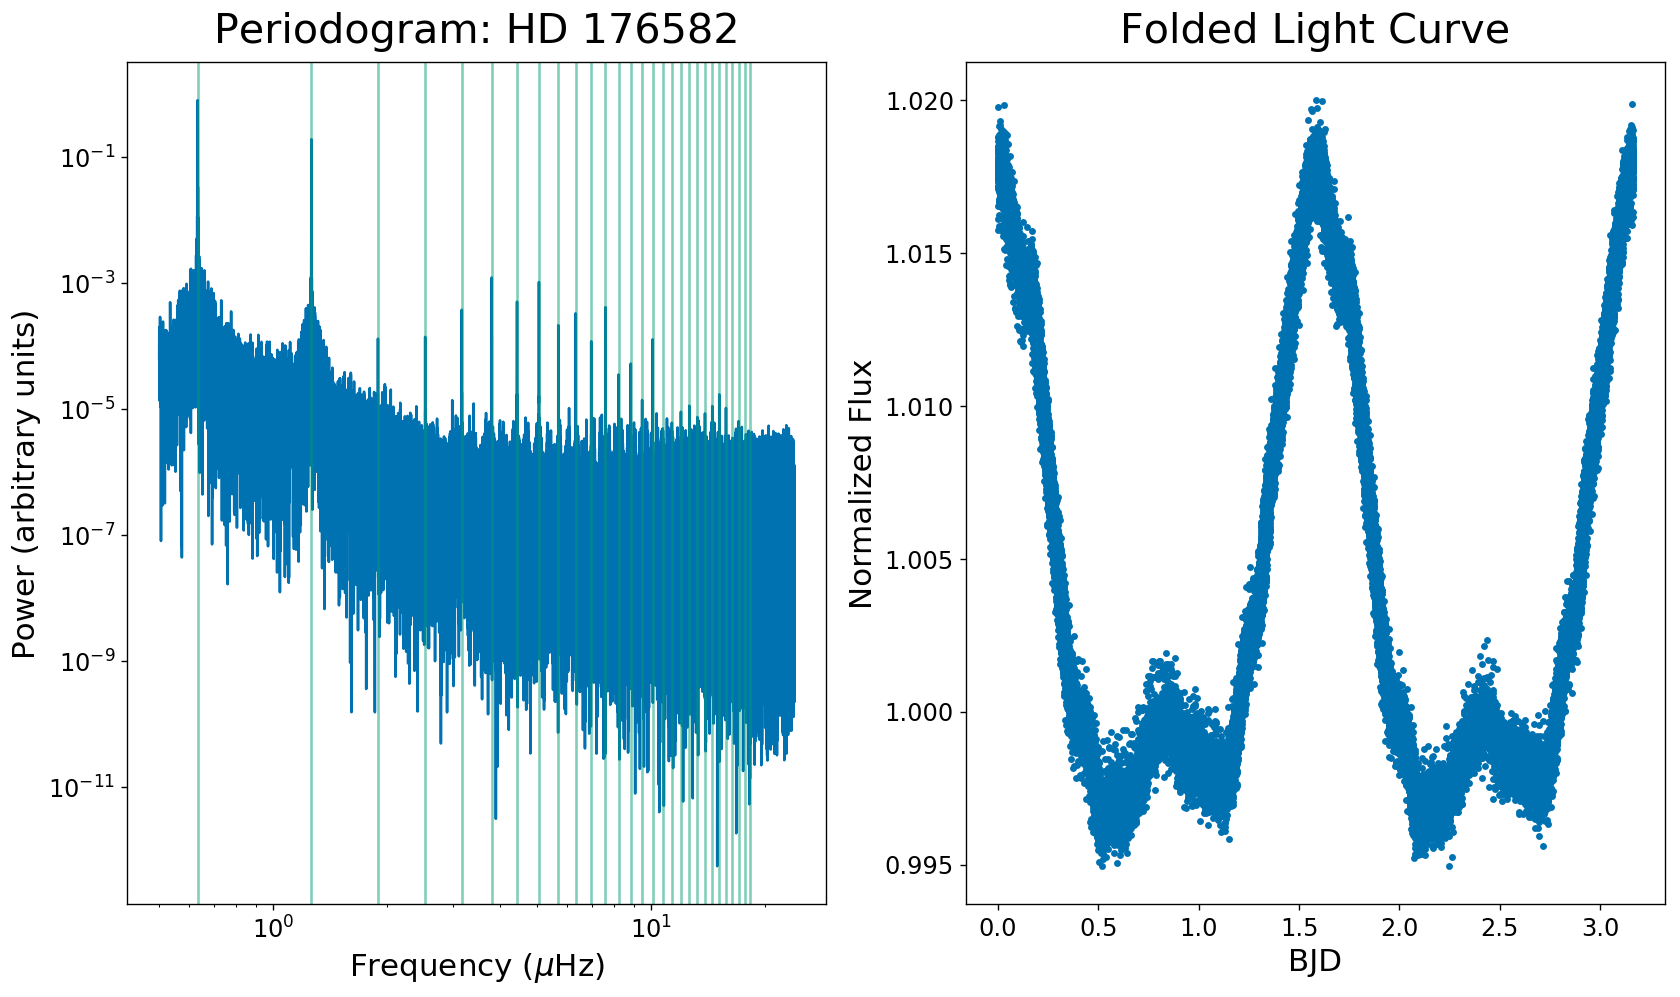 Periodogram: HD 176582
Power (arbitrary units)
10⁻¹
10⁻³
10⁻⁵
10⁻⁷
10⁻⁹
10⁻¹¹
10⁰ 10¹
Frequency (μHz)
Folded Light Curve
Normalized Flux
1.020
1.015
1.010
1.005
1.000
0.995
0.0 0.5 1.0 1.5 2.0 2.5 3.0
BJD